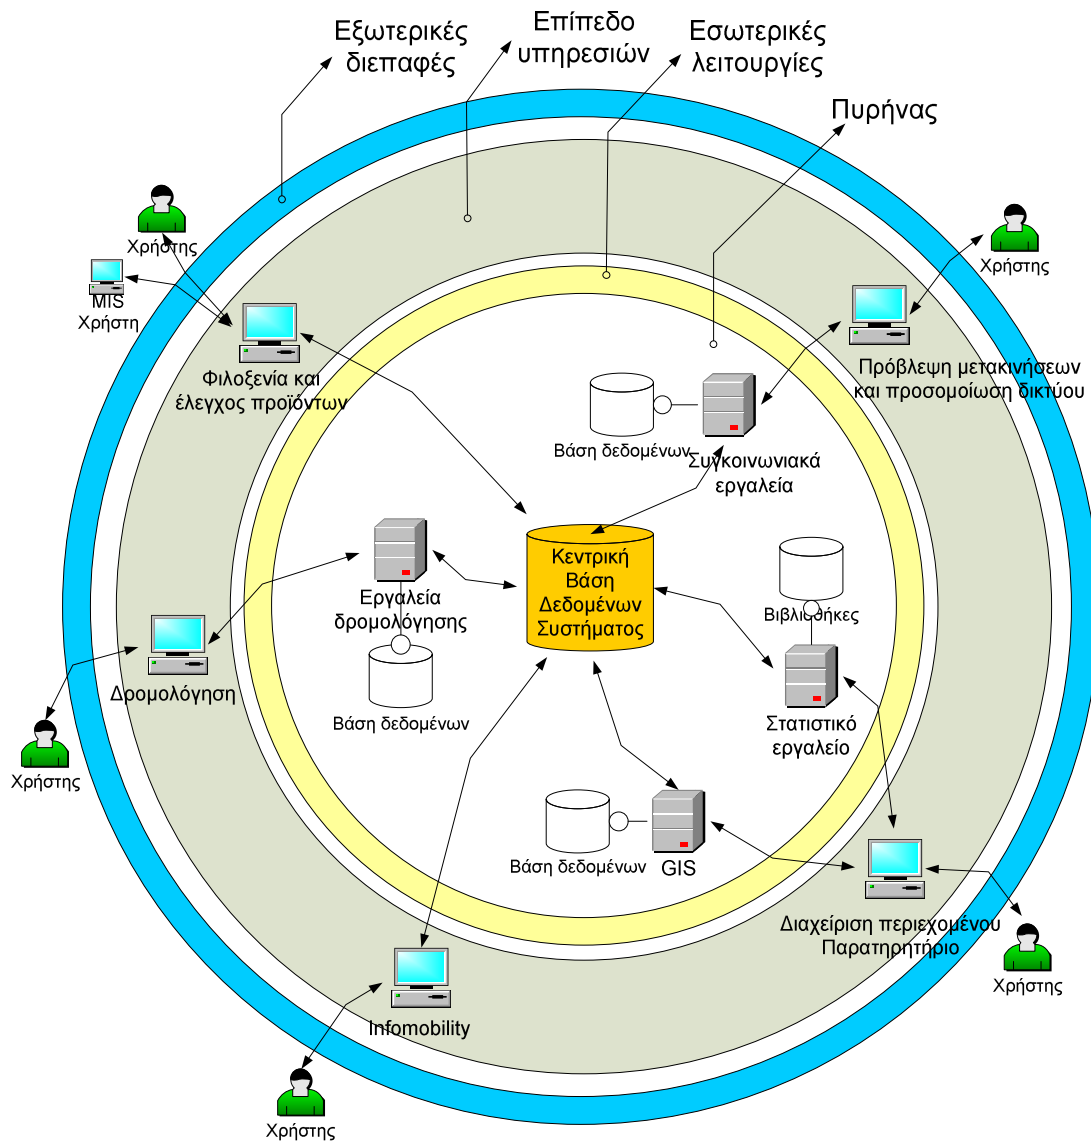 Εξωτερικές
διεπαφές
Επίπεδο
υπηρεσιών
Εσωτερικές
λειτουργίες
Πυρήνας
Χρήστης
MIS
Χρήστη
Φιλοξενία και
έλεγχος προϊόντων
Χρήστης
Πρόβλεψη μετακινήσεων
και προσομοίωση δικτύου
Βάση δεδομένων
Συγκοινωνιακά
εργαλεία
Κεντρική
Βάση
Δεδομένων
Συστήματος
Εργαλεία
δρομολόγησης
Βάση δεδομένων
Βιβλιοθήκες
Στατιστικό
εργαλείο
Δρομολόγηση
Χρήστης
Βάση δεδομένων
GIS
Διαχείριση περιεχομένου
Παρατηρητήριο
Χρήστης
Infomobility
Χρήστης